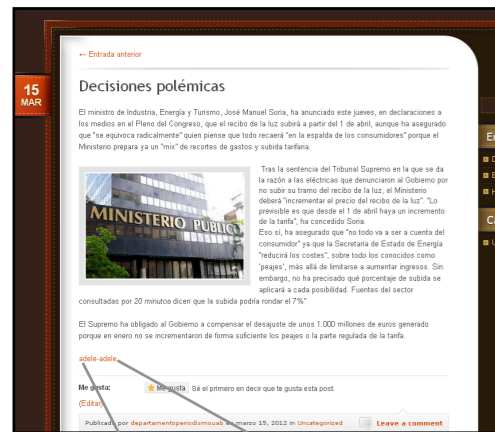 ← Entrada anterior
15
MAR
Decisiones polémicas
El ministro de Industria, Energía y Turismo, José Manuel Soria, ha anunciado este jueves, en declaraciones a
los medios en el Pleno del Congreso, que el recibo de la luz subirá a partir del 1 de abril, aunque ha asegurado
que "se equivoca radicalmente" quien piense que todo recaerá "en la espalda de los consumidores" porque el
Ministerio prepara ya un "mix" de recortes de gastos y subida tarifaria.
Tras la sentencia del Tribunal Supremo en la que se da
la razón a las eléctricas que denunciaron al Gobierno por
no subir su tramo del recibo de la luz, el Ministerio
deberá "incrementar el precio del recibo de la luz". "Lo
previsible es que desde el 1 de abril haya un incremento
de la tarifa", ha concedido Soria.
Eso sí, ha asegurado que "no todo va a ser a cuenta del
consumidor" ya que la Secretaría de Estado de Energía
"reducirá los costes", sobre todo los conocidos como
'peajes', más allá de limitarse a aumentar ingresos. Sin
embargo, no ha precisado qué porcentaje de subida se
aplicará a cada posibilidad. Fuentes del sector
MINISTERIO PUBLICO
consultadas por 20 minutos dicen que la subida podría rondar el 7%"
El Supremo ha obligado al Gobierno a compensar el desajuste de unos 1.000 millones de euros generado
porque en enero no se incrementaron de forma suficiente los peajes o la parte regulada de la tarifa.
adele-adele
Me gusta: Me gusta Sé el primero en decir que te gusta esta post.
(Editar)
Publicado por departamentoperiodismouab en marzo 15, 2012 in Uncategorized Leave a comment